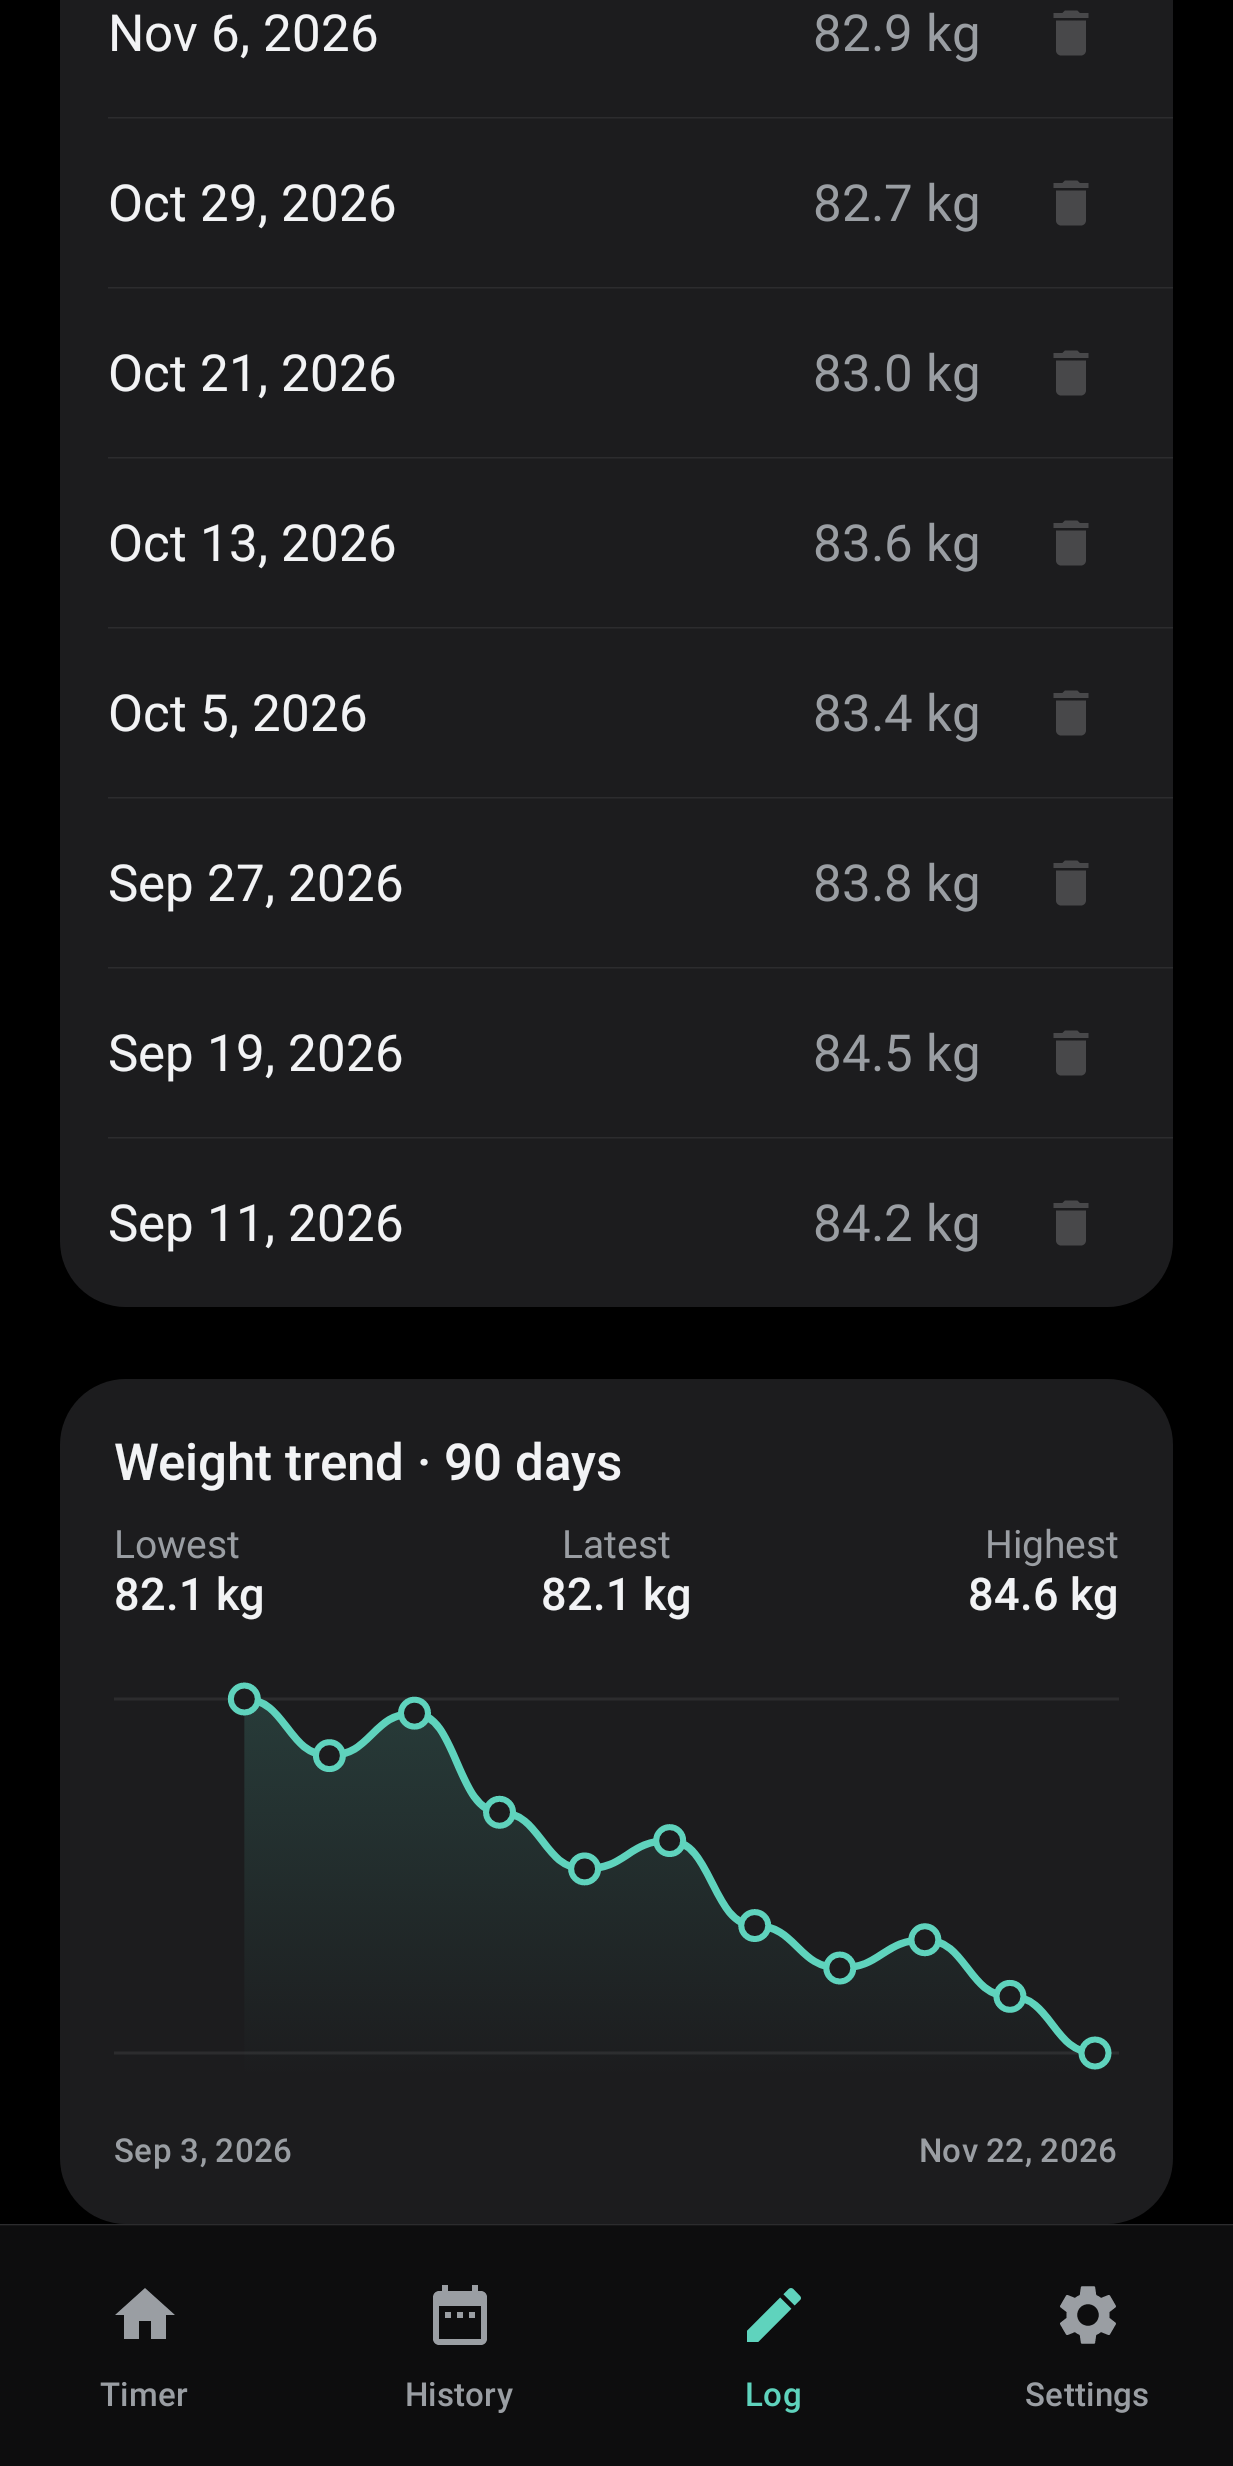 Nov 6, 2026 82.9 kg
Oct 29, 2026 82.7 kg
Oct 21, 2026 83.0 kg
Oct 13, 2026 83.6 kg
Oct 5, 2026 83.4 kg
Sep 27, 2026 83.8 kg
Sep 19, 2026 84.5 kg
Sep 11, 2026 84.2 kg
Weight trend · 90 days
Lowest Latest Highest
82.1 kg 82.1 kg 84.6 kg
Sep 3, 2026 Nov 22, 2026
Timer History Log Settings